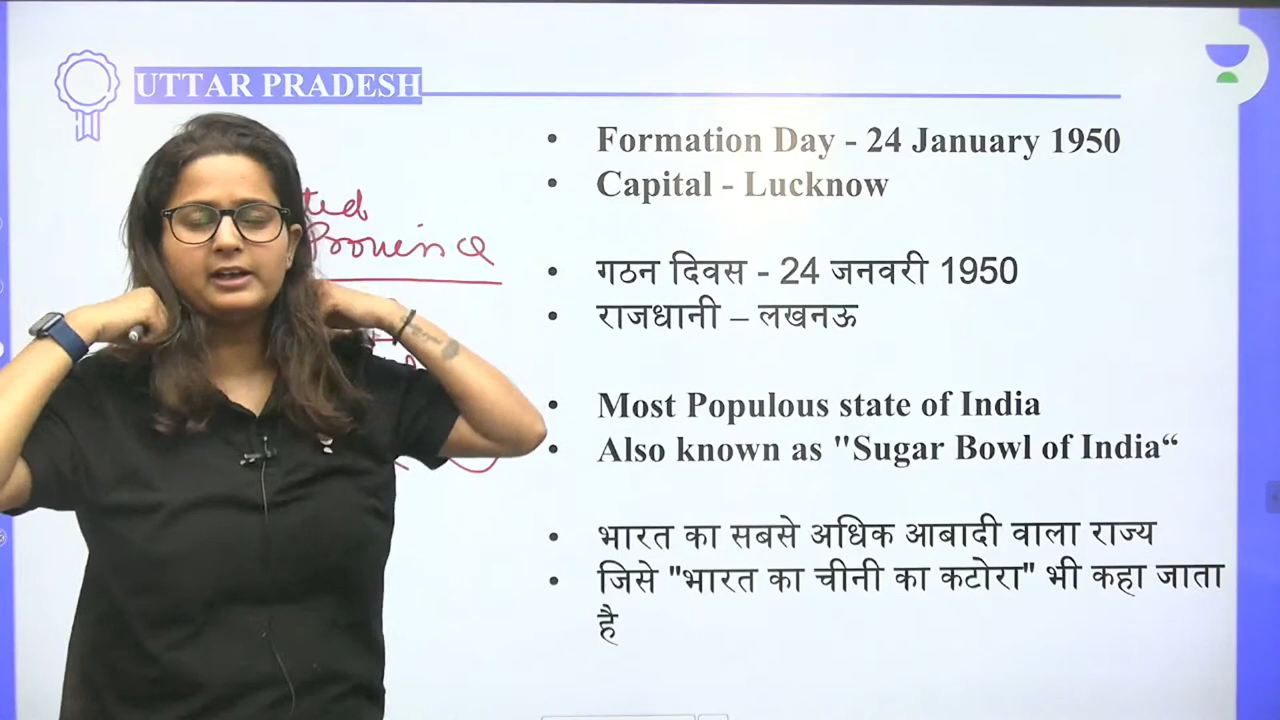 UTTAR PRADESH
• Formation Day - 24 January 1950
• Capital - Lucknow
Province
• गठन दिवस - 24 जनवरी 1950
• राजधानी – लखनऊ
• Most Populous state of India
• Also known as "Sugar Bowl of India“
• भारत का सबसे अधिक आबादी वाला राज्य
• जिसे "भारत का चीनी का कटोरा" भी कहा जाता
है